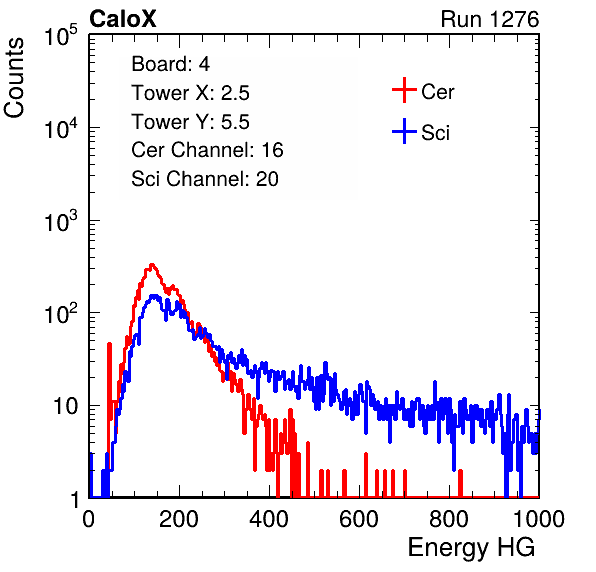 CaloX Run 1276
Counts
10^5
10^4
10^3
10^2
10
1
Board: 4
Tower X: 2.5
Tower Y: 5.5
Cer Channel: 16
Sci Channel: 20
Cer
Sci
0 200 400 600 800 1000
Energy HG